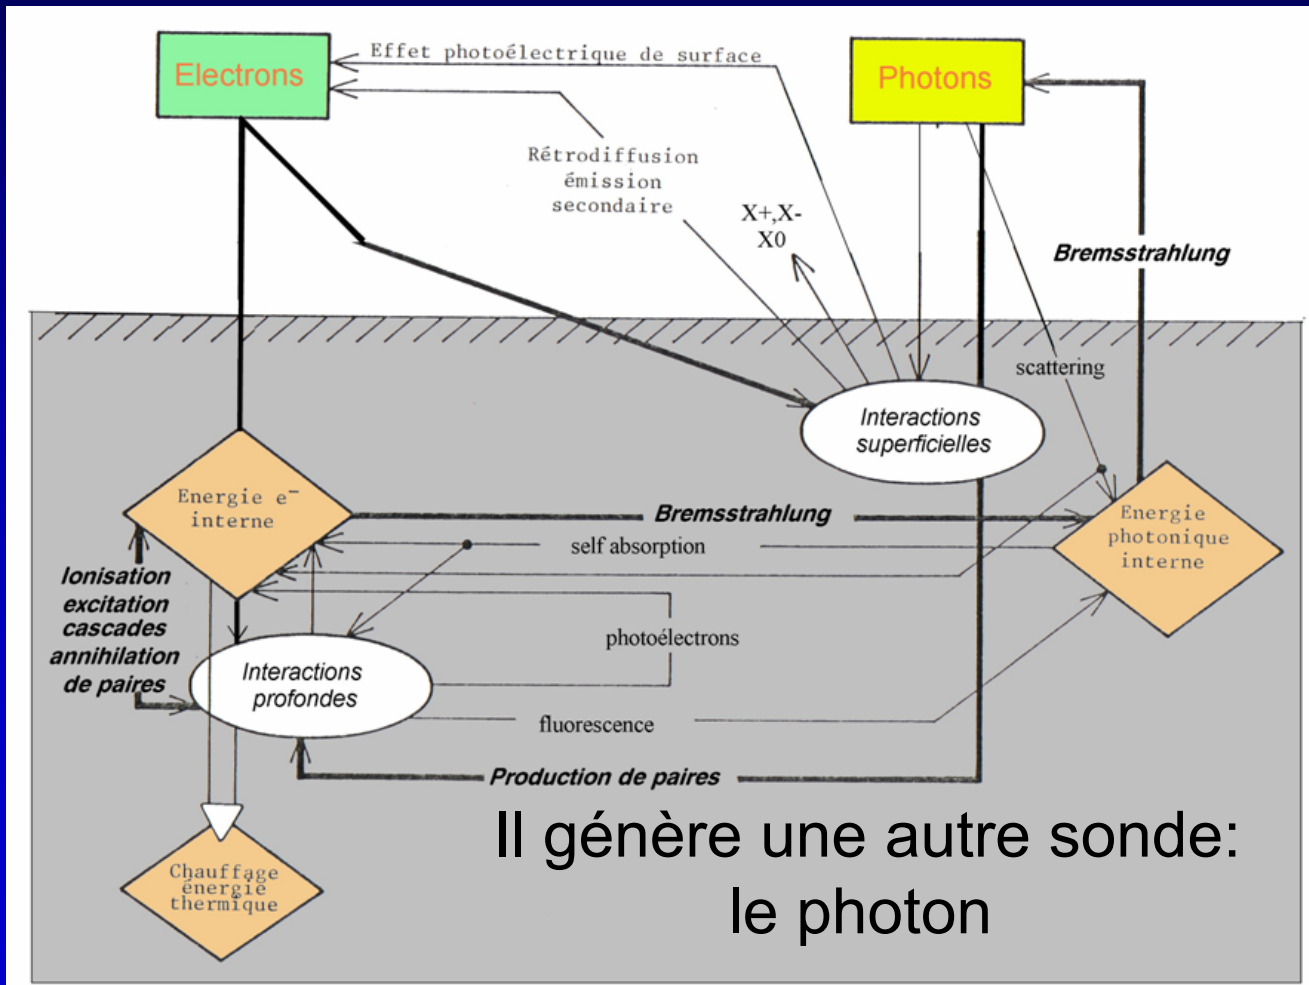 Electrons
Effet photoélectrique de surface
Photons
Rétrodiffusion
émission
secondaire
X+,X-
X0
Bremsstrahlung
scattering
Interactions
superficielles
Energie e⁻
interne
Bremsstrahlung
Energie
photonique
interne
self absorption
Ionisation
excitation
cascades
annihilation
de paires
photoélectrons
Interactions
profondes
fluorescence
Production de paires
Il génère une autre sonde:
le photon
Chauffage
énergie
thermique